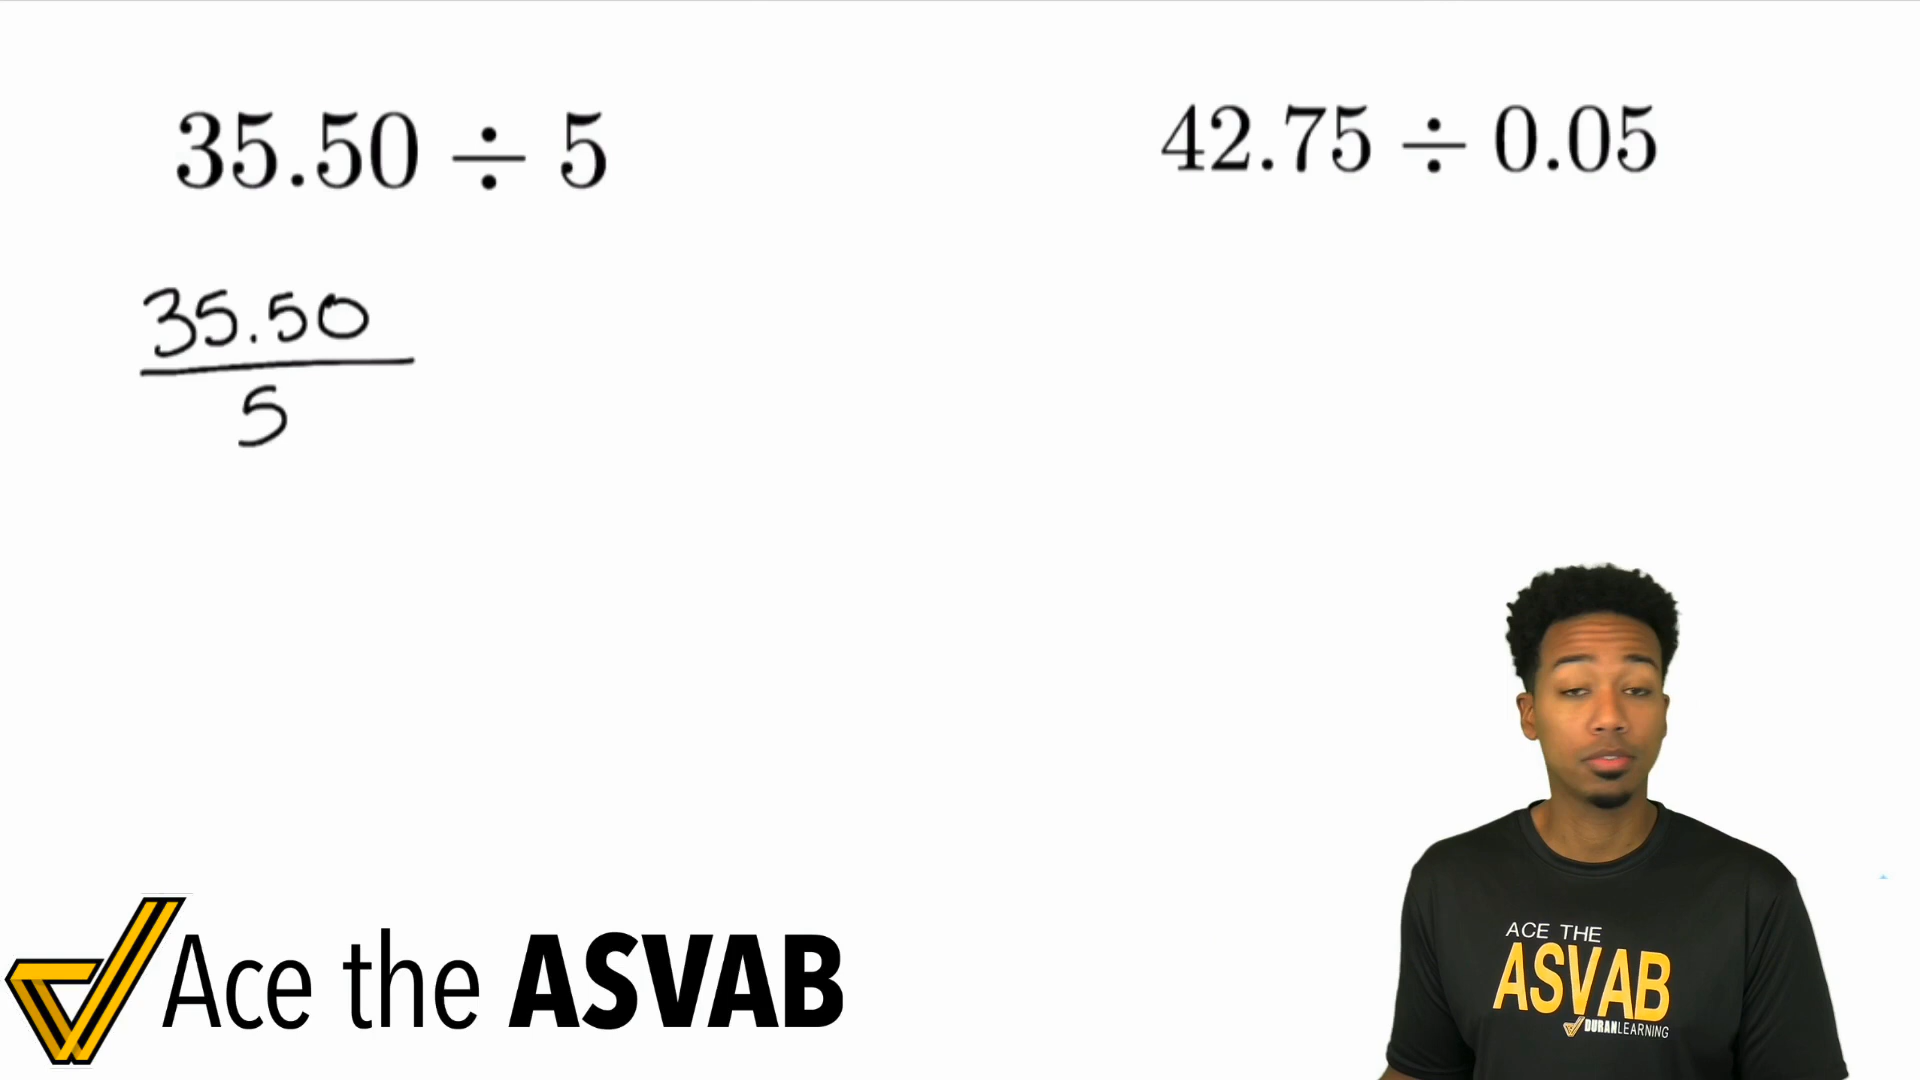 35.50 ÷ 5
42.75 ÷ 0.05
35.50
5
Ace the ASVAB
ACE THE
ASVAB
DURANLEARNING